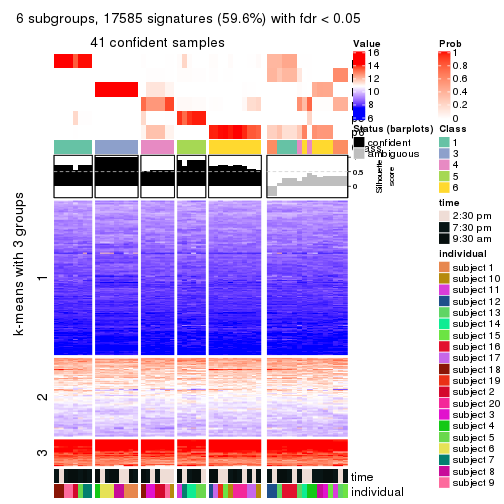 6 subgroups, 17585 signatures (59.6%) with fdr < 0.05
41 confident samples
k-means with 3 groups
1
2
3
Value
16
14
12
10
8
6
Status (barplots)
confident
ambiguous
0.5
0
Silhouette
score
Prob
1
0.8
0.6
0.4
0.2
0
Class
1
3
4
5
6
time
2:30 pm
7:30 pm
9:30 am
Individual
subject 1
subject 10
subject 11
subject 12
subject 13
subject 14
subject 15
subject 16
subject 17
subject 18
subject 19
subject 2
subject 20
subject 3
subject 4
subject 5
subject 6
subject 7
subject 8
subject 9
time
individual